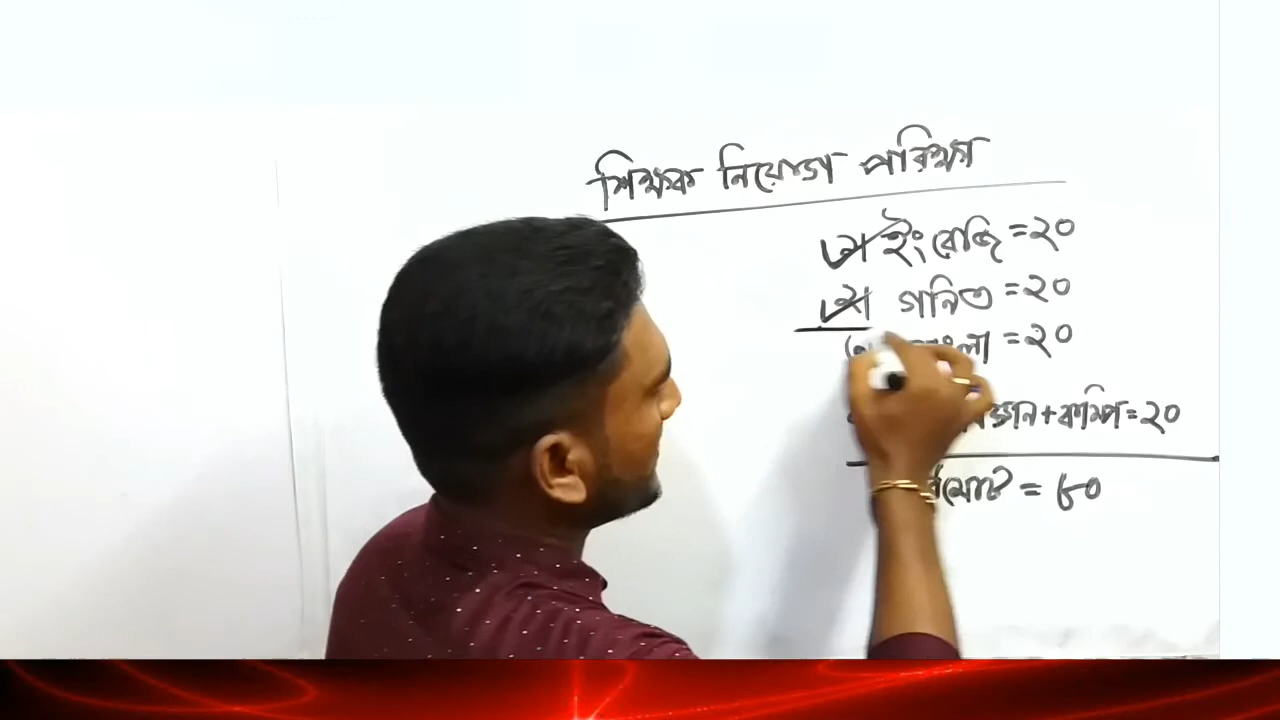 শিক্ষক নিয়োগ পরিক্ষা
১। ইংরেজি = ২০
২। গনিত = ২০
= ২০
+ কম্পি = ২০
= ৮০